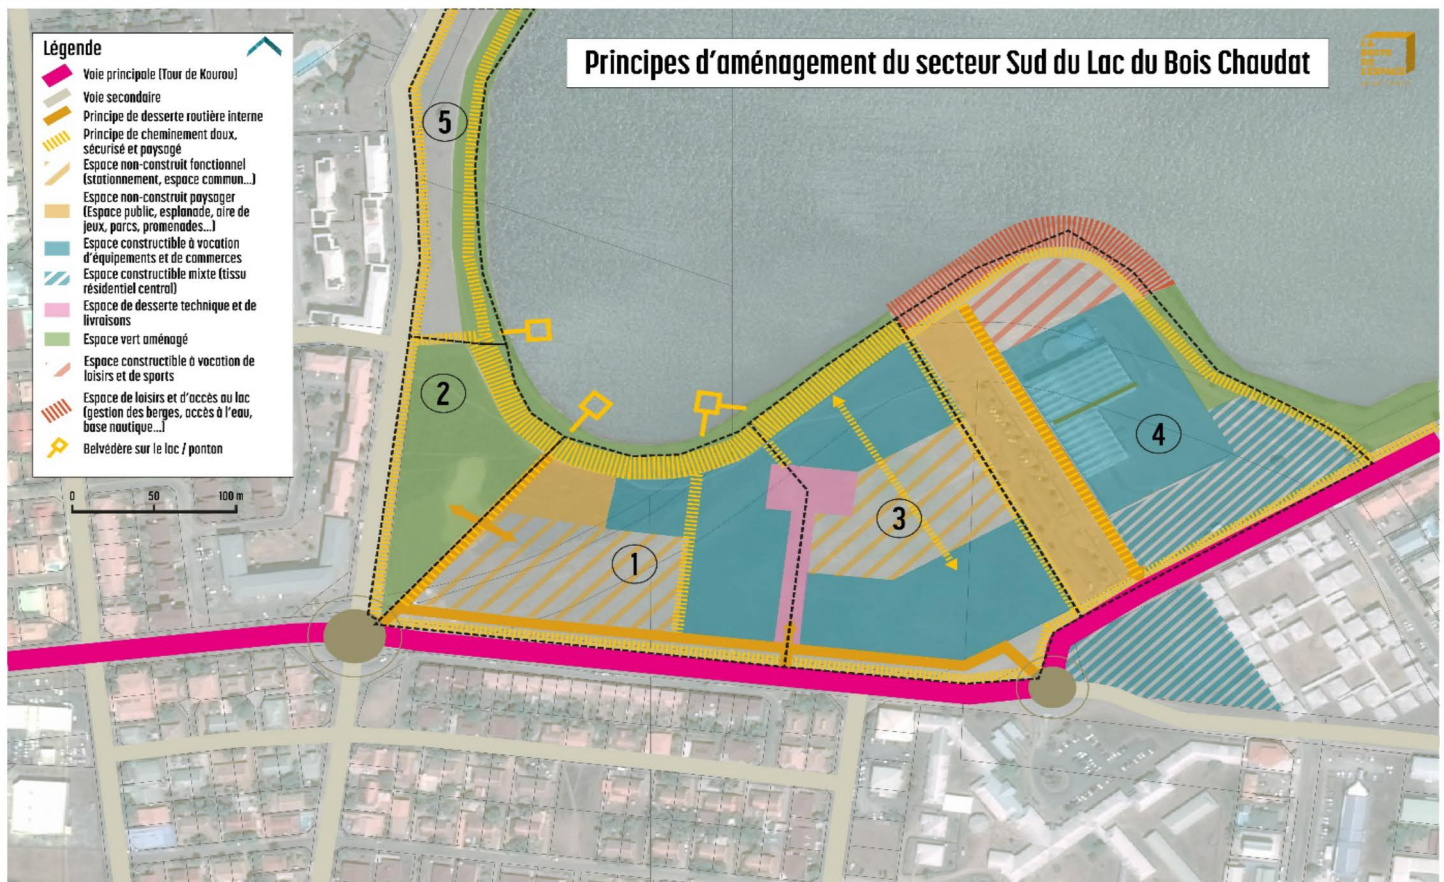 Principes d'aménagement du secteur Sud du Lac du Bois Chaudat
Légende
Voie principale (Tour de Kourou)
Voie secondaire
Principe de desserte routière interne
Principe de cheminement doux,
sécurisé et paysagé
Espace non-construit fonctionnel
(stationnement, espace commun...)
Espace non-construit paysager
(Espace public, esplanade, aire de
jeux, parcs, promenades...)
Espace constructible à vocation
d'équipements et de commerces
Espace constructible mixte (tissu
résidentiel central)
Espace de desserte technique et de
livraisons
Espace vert aménagé
Espace constructible à vocation de
loisirs et de sports
Espace de loisirs et d'accès au lac
(gestion des berges, accès à l'eau,
base nautique...)
Belvédère sur le lac / ponton
0 50 100 m
5
2
1
3
4